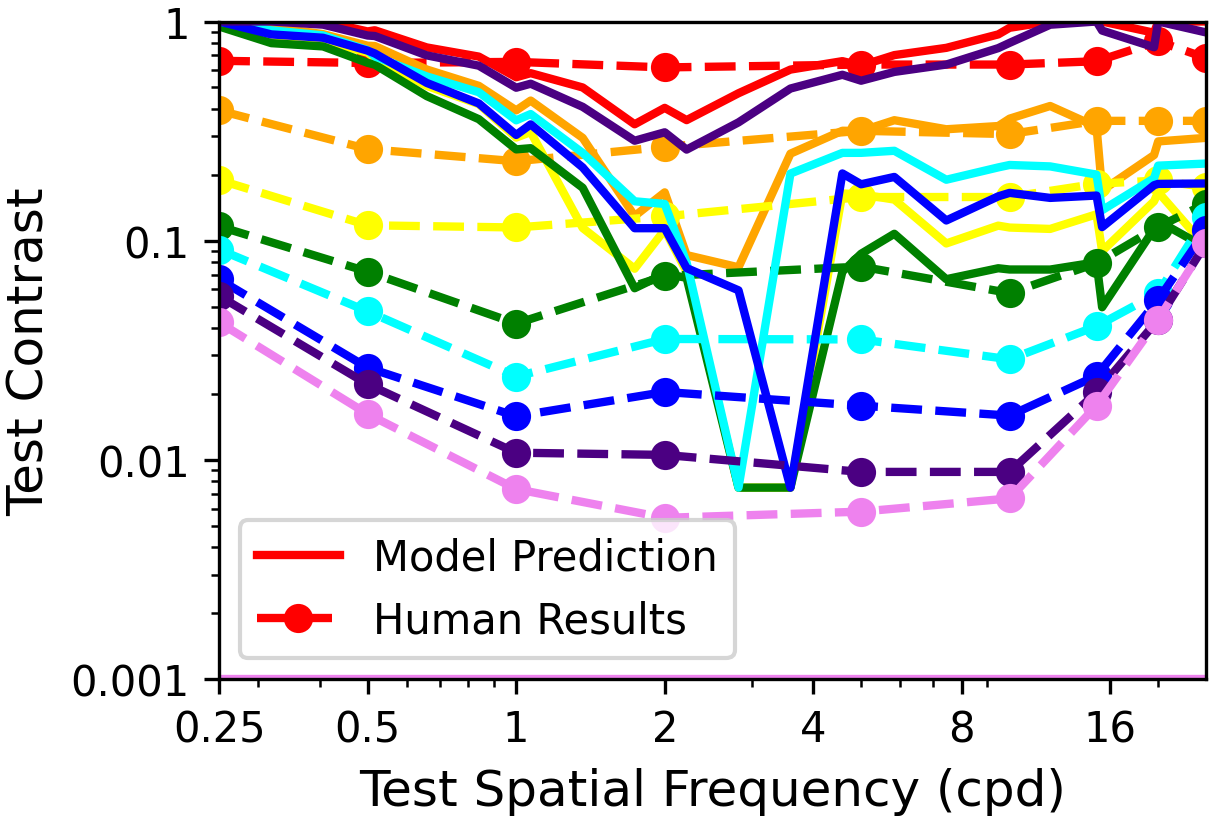 1
0.1
0.01
0.001
Test Contrast
Model Prediction
Human Results
0.25 0.5 1 2 4 8 16
Test Spatial Frequency (cpd)